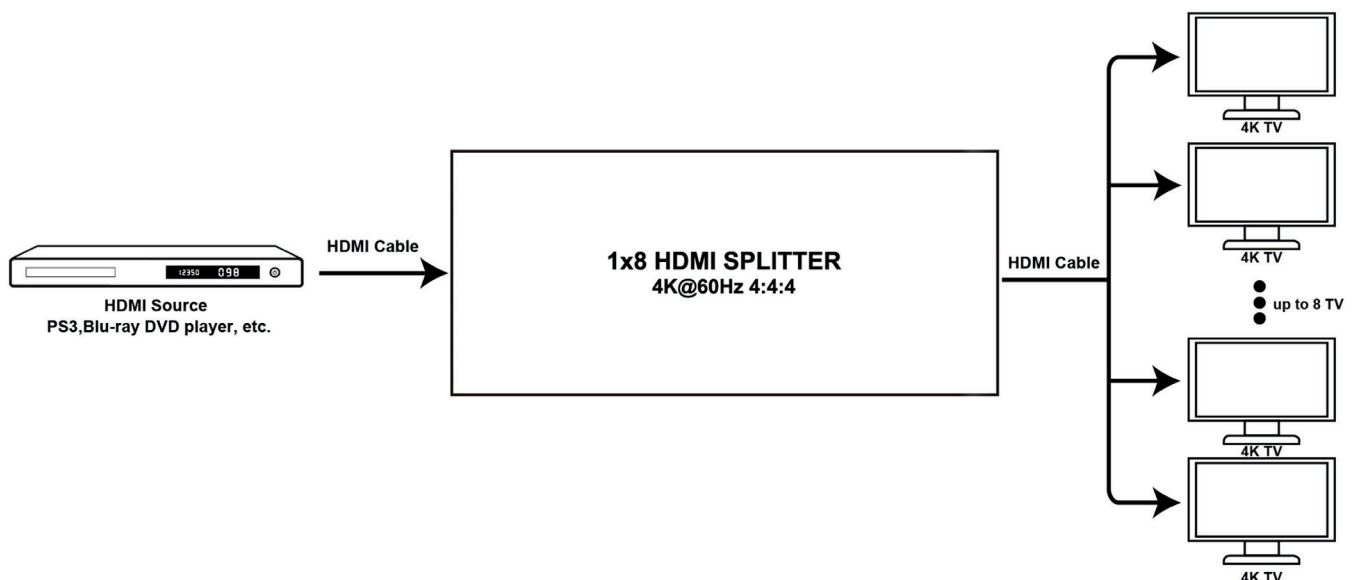 4K TV
4K TV
HDMI Cable
12350 098
HDMI Source
PS3,Blu-ray DVD player, etc.
1x8 HDMI SPLITTER
4K@60Hz 4:4:4
HDMI Cable
up to 8 TV
4K TV
4K TV